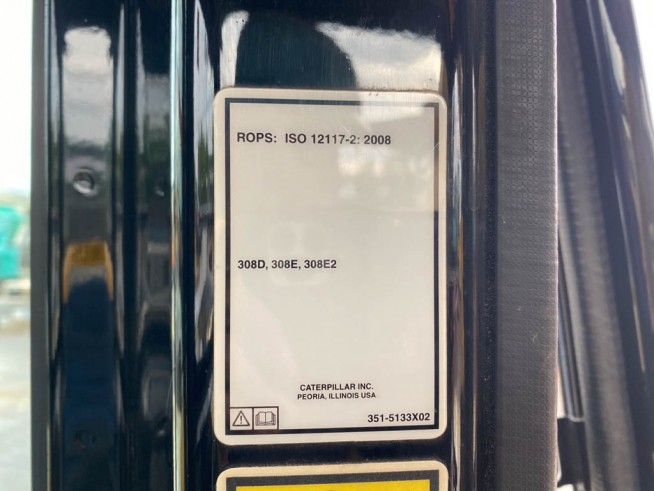 ROPS: ISO 12117-2: 2008
308D, 308E, 308E2
CATERPILLAR INC.
PEORIA, ILLINOIS USA
351-5133X02